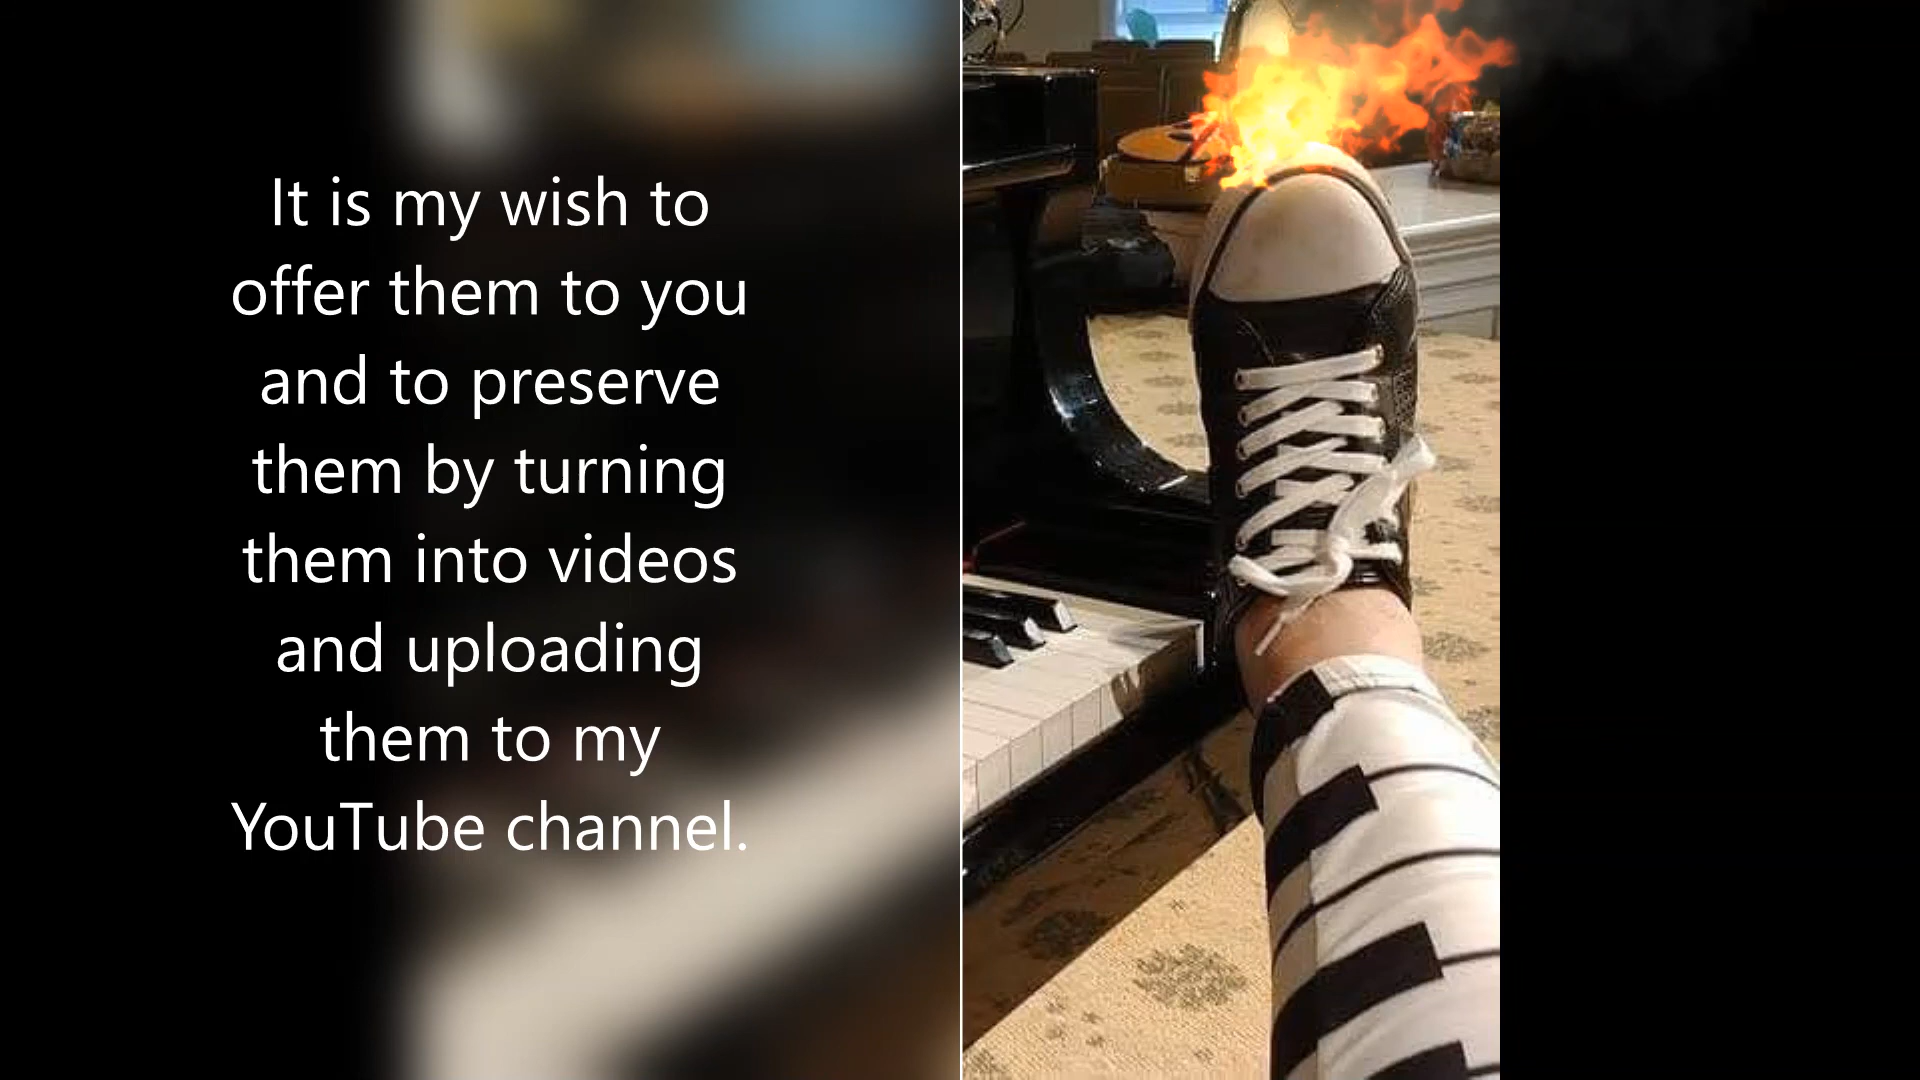 It is my wish to
offer them to you
and to preserve
them by turning
them into videos
and uploading
them to my
YouTube channel.